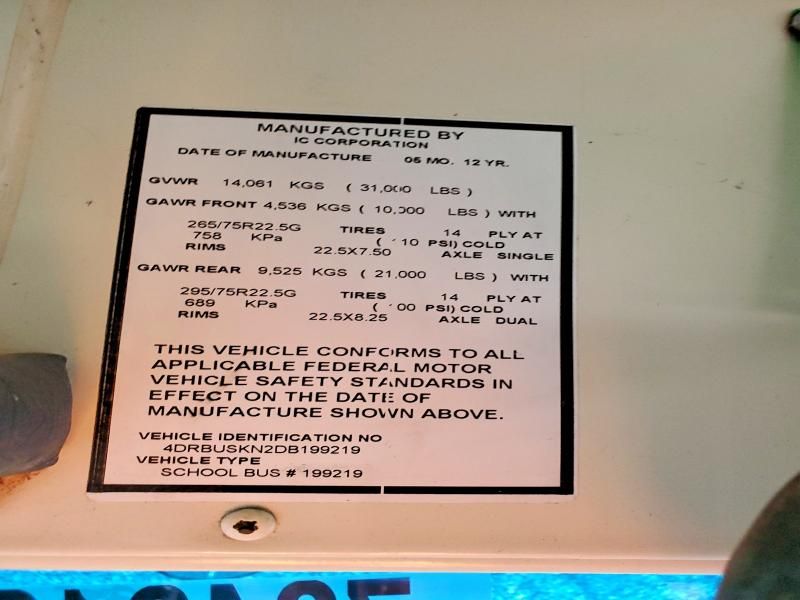 MANUFACTURED BY
IC CORPORATION
DATE OF MANUFACTURE 05 MO. 12 YR.
GVWR 14,061 KGS ( 31,000 LBS )
GAWR FRONT 4,536 KGS ( 10,000 LBS ) WITH
265/75R22.5G TIRES 14 PLY AT
758 KPa ( 110 PSI) COLD
RIMS 22.5X7.50 AXLE SINGLE
GAWR REAR 9,525 KGS ( 21,000 LBS ) WITH
295/75R22.5G TIRES 14 PLY AT
689 KPa ( 100 PSI) COLD
RIMS 22.5X8.25 AXLE DUAL
THIS VEHICLE CONFORMS TO ALL
APPLICABLE FEDERAL MOTOR
VEHICLE SAFETY STANDARDS IN
EFFECT ON THE DATE OF
MANUFACTURE SHOWN ABOVE.
VEHICLE IDENTIFICATION NO
4DRBUSKN2DB199219
VEHICLE TYPE
SCHOOL BUS # 199219